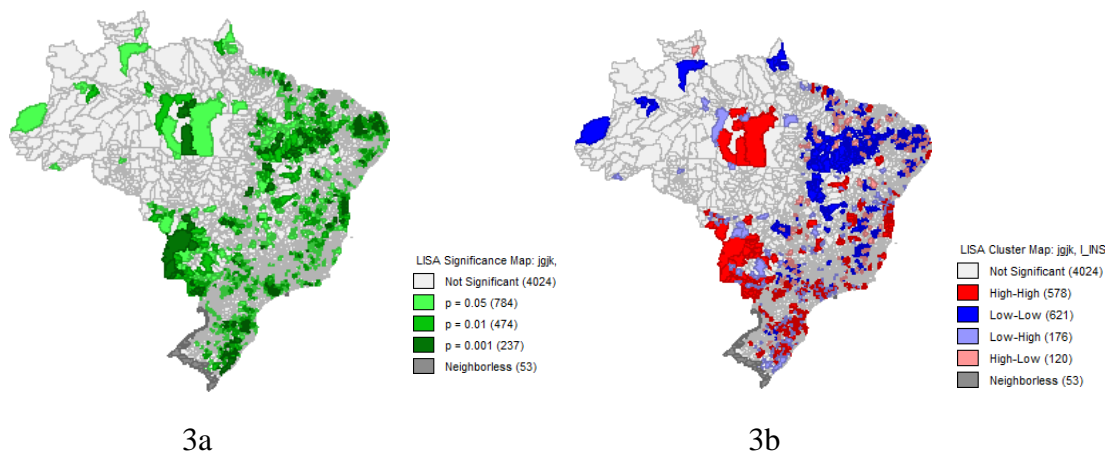 LISA Significance Map: jgjk,
Not Significant (4024)
p = 0.05 (784)
p = 0.01 (474)
p = 0.001 (237)
Neighborless (53)
LISA Cluster Map: jgjk, I_INS
Not Significant (4024)
High-High (578)
Low-Low (621)
Low-High (176)
High-Low (120)
Neighborless (53)
3a
3b